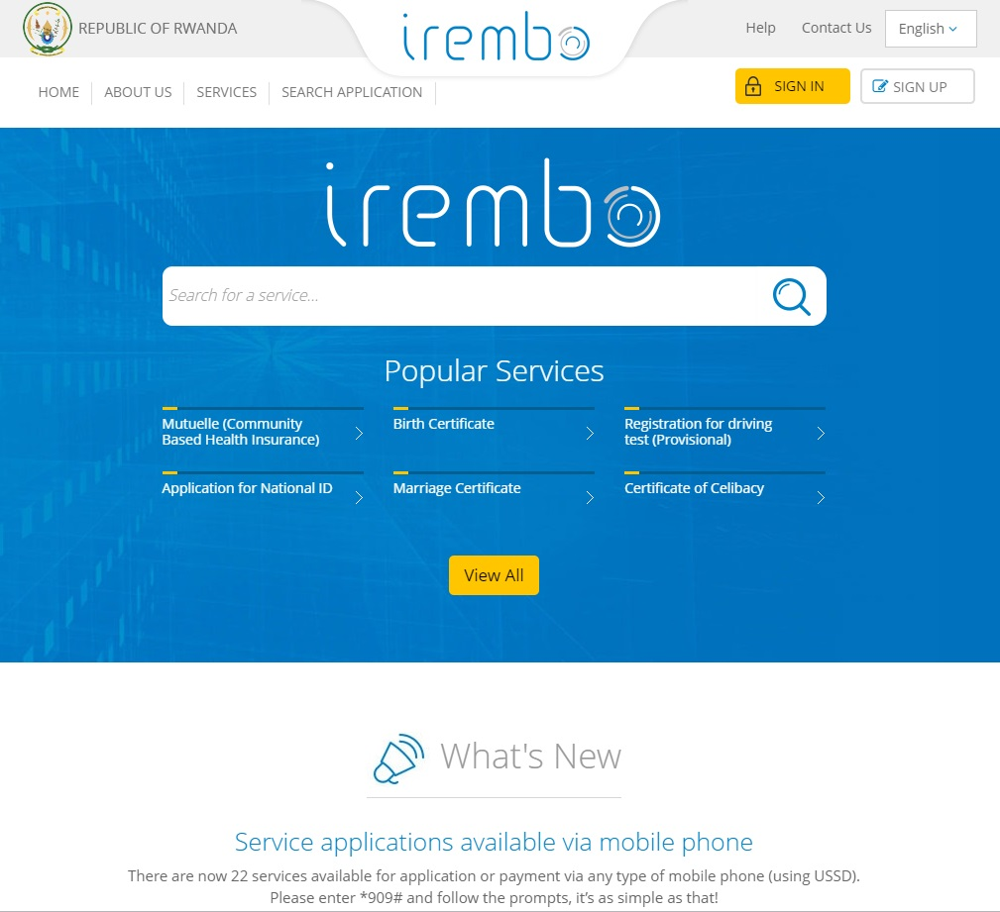 REPUBLIC OF RWANDA
irembo
Help
Contact Us
English
HOME
ABOUT US
SERVICES
SEARCH APPLICATION
SIGN IN
SIGN UP
irembo
Search for a service...
Popular Services
Mutuelle (Community
Based Health Insurance)
Birth Certificate
Registration for driving
test (Provisional)
Application for National ID
Marriage Certificate
Certificate of Celibacy
View All
What's New
Service applications available via mobile phone
There are now 22 services available for application or payment via any type of mobile phone (using USSD).
Please enter *909# and follow the prompts, it's as simple as that!